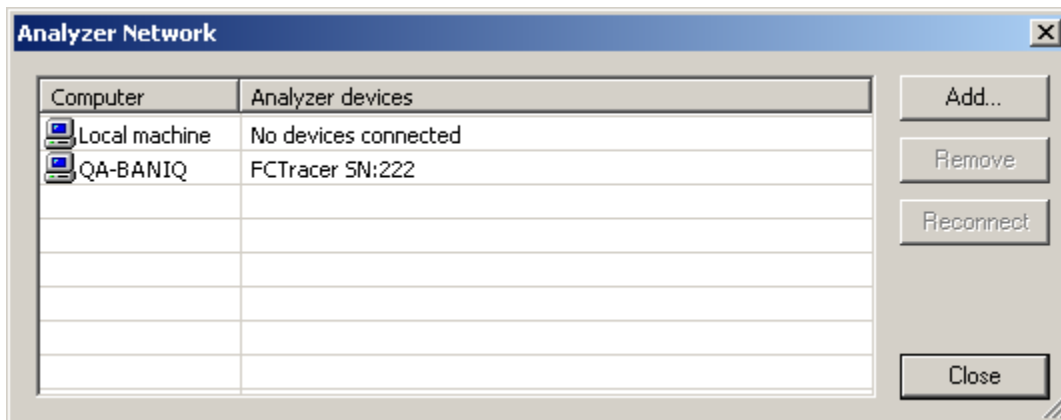 Analyzer Network
Computer Analyzer devices Add...
Local machine No devices connected
QA-BANIQ FCTracer SN:222 Remove
Reconnect
Close